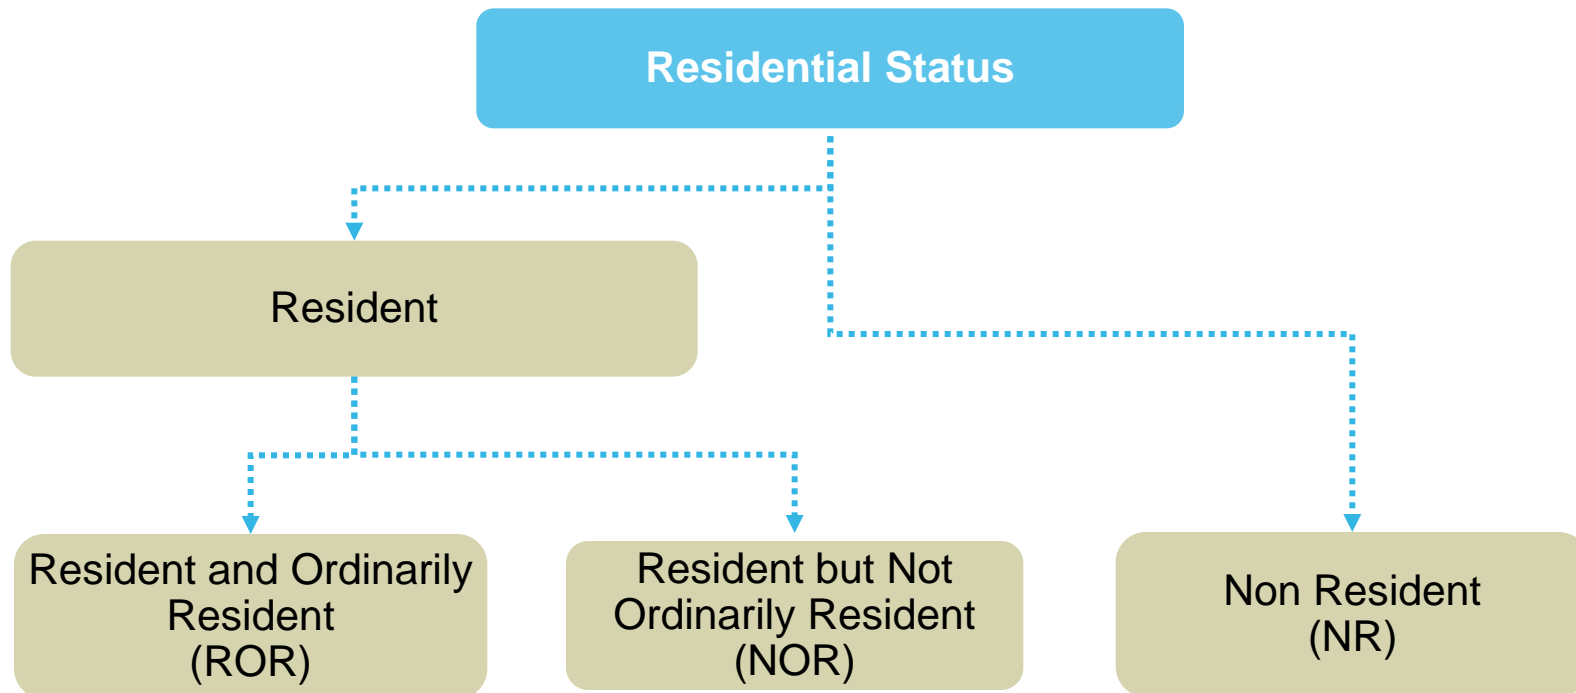 Residential Status
Resident
Resident and Ordinarily
Resident
(ROR)
Resident but Not
Ordinarily Resident
(NOR)
Non Resident
(NR)